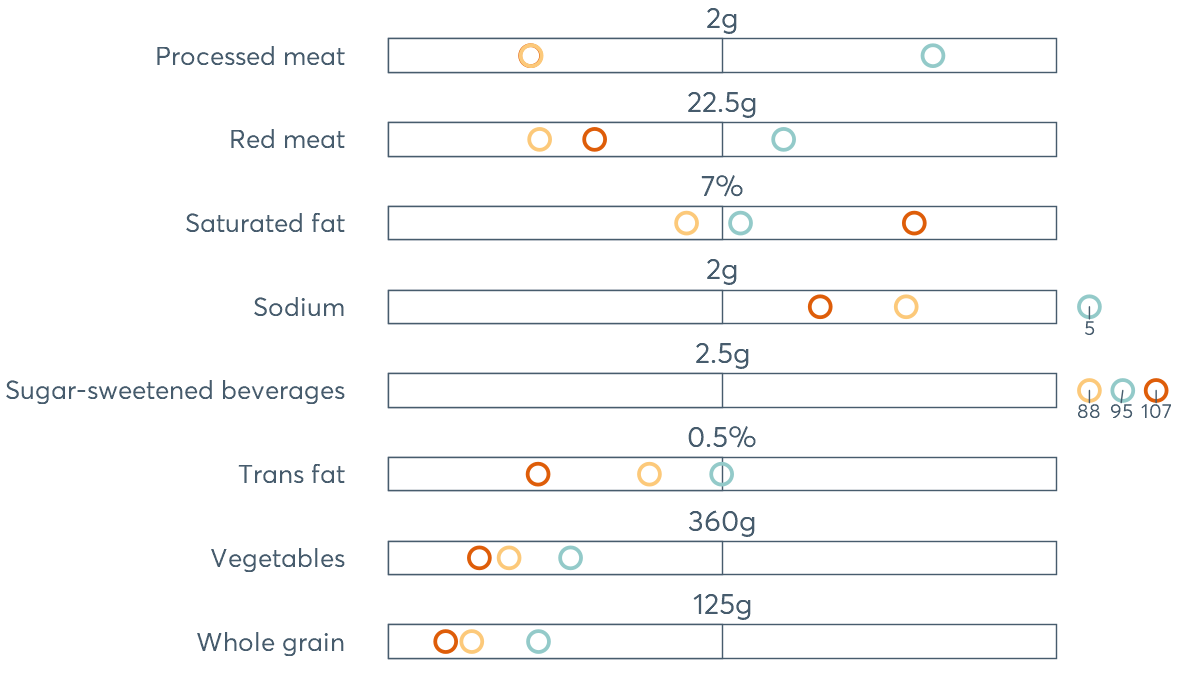 2g
Processed meat
22.5g
Red meat
7%
Saturated fat
2g
Sodium
5
2.5g
Sugar-sweetened beverages
88 95 107
0.5%
Trans fat
360g
Vegetables
125g
Whole grain